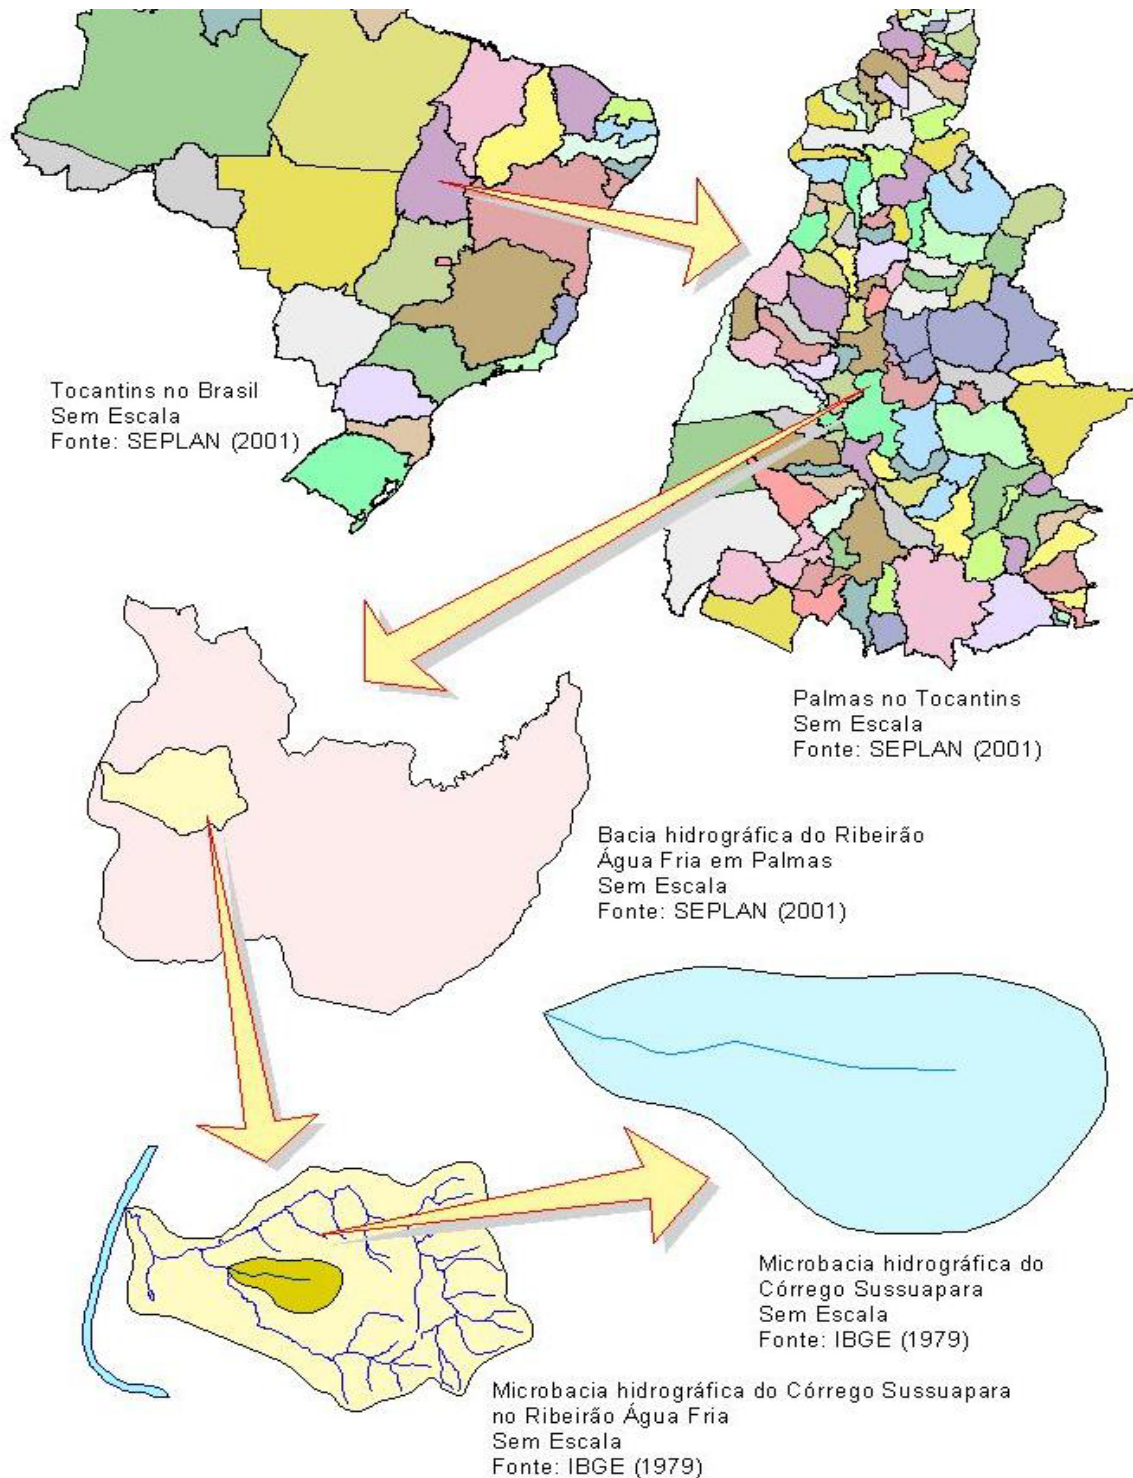 Tocantins no Brasil
Sem Escala
Fonte: SEPLAN (2001)
Palmas no Tocantins
Sem Escala
Fonte: SEPLAN (2001)
Bacia hidrográfica do Ribeirão
Água Fria em Palmas
Sem Escala
Fonte: SEPLAN (2001)
Microbacia hidrográfica do
Córrego Sussuapara
Sem Escala
Fonte: IBGE (1979)
Microbacia hidrográfica do Córrego Sussuapara
no Ribeirão Água Fria
Sem Escala
Fonte: IBGE (1979)